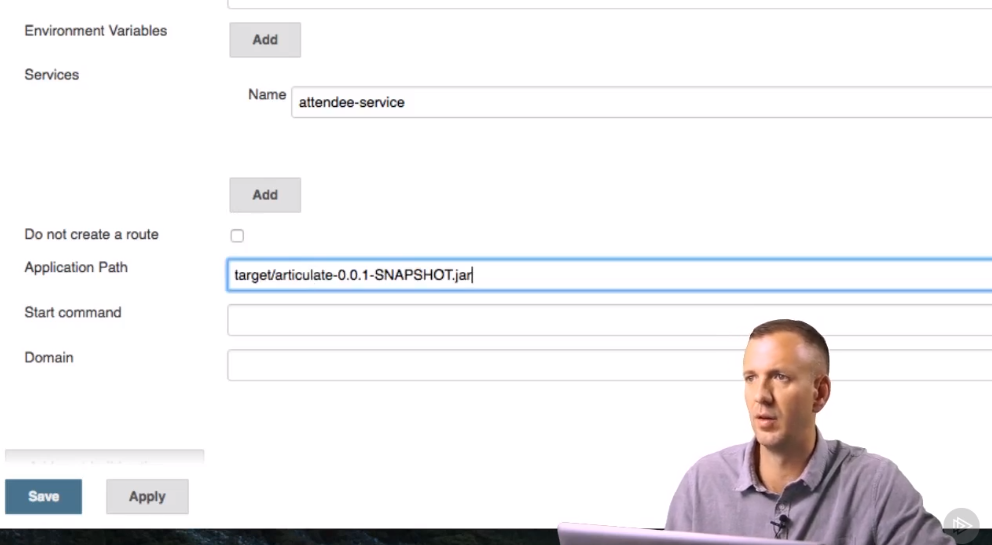 Environment Variables
Add
Services
Name
attendee-service
Add
Do not create a route
Application Path
target/articulate-0.0.1-SNAPSHOT.jar
Start command
Domain
Save
Apply